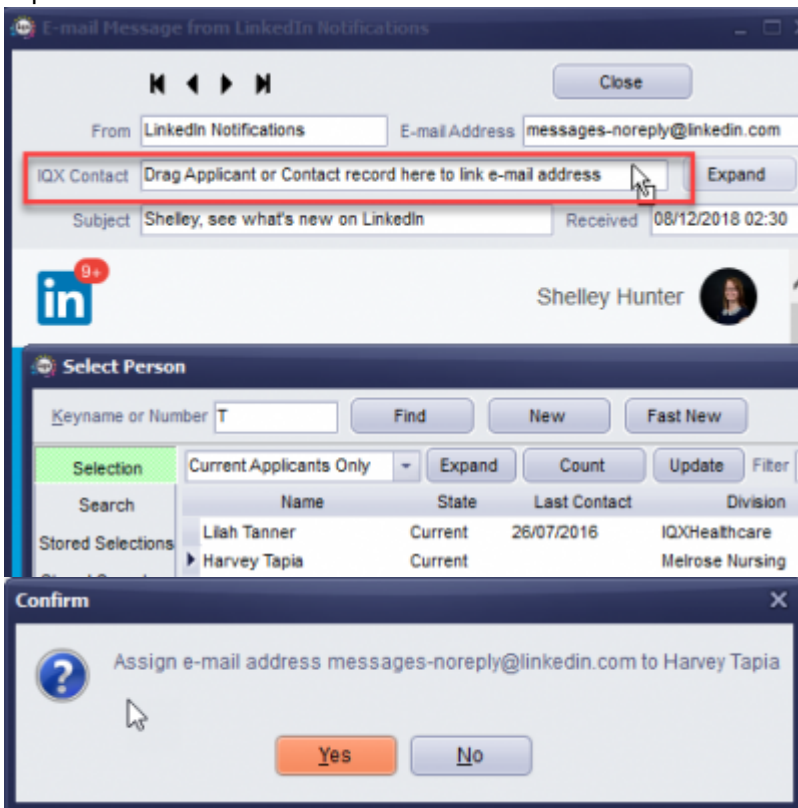 E-mail Message from LinkedIn Notifications
Close
From LinkedIn Notifications E-mail Address messages-noreply@linkedin.com
IQX Contact Drag Applicant or Contact record here to link e-mail address Expand
Subject Shelley, see what's new on LinkedIn Received 08/12/2018 02:30
9+
in Shelley Hunter
Select Person
Keyname or Number T Find New Fast New
Selection Current Applicants Only Expand Count Update Filter
Search Name State Last Contact Division
Stored Selections Lilah Tanner Current 26/07/2016 IQXHealthcare
Harvey Tapia Current Melrose Nursing
Confirm
Assign e-mail address messages-noreply@linkedin.com to Harvey Tapia
Yes No